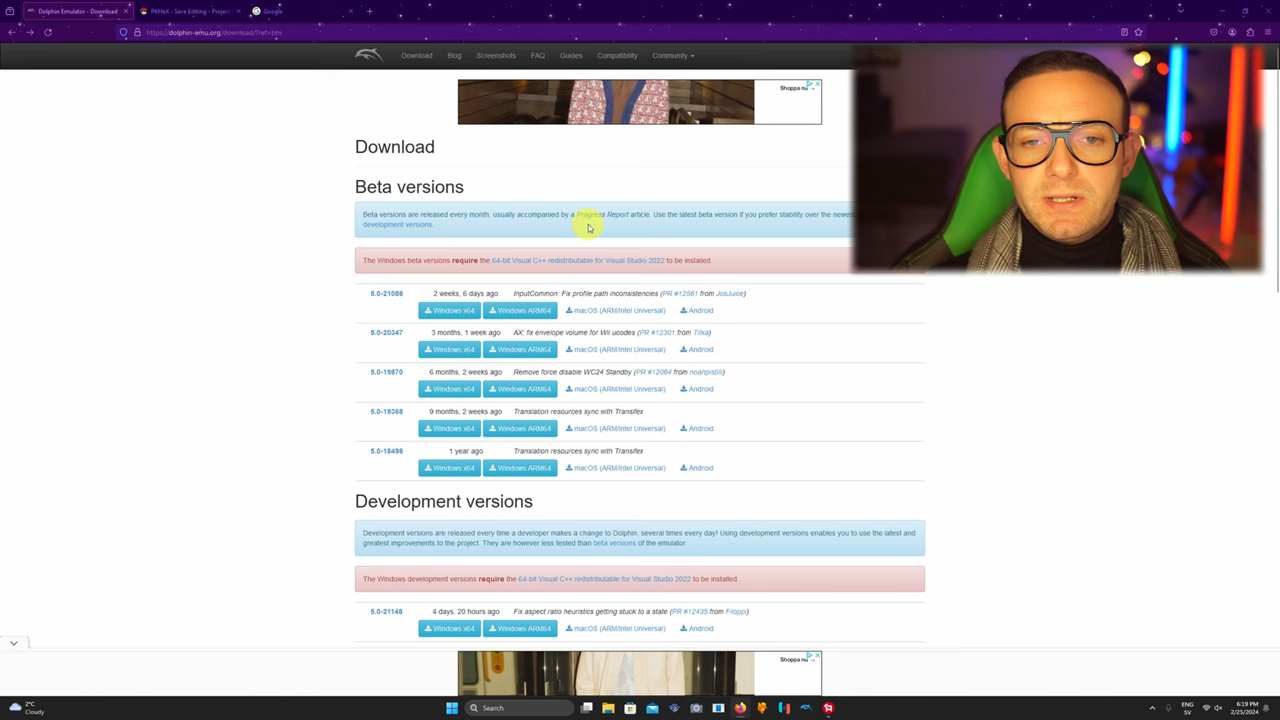 Dolphin Emulator - Download
PKHeX - Save Editing - Project
Google
https://dolphin-emu.org/download/?ref=btn
Download Blog Screenshots FAQ Guides Compatibility Community
Shoppa nu →
Download
Beta versions
Beta versions are released every month, usually accompanied by a Progress Report article. Use the latest beta version if you prefer stability over the newest
development versions.
The Windows beta versions require the 64-bit Visual C++ redistributable for Visual Studio 2022 to be installed.
5.0-21088 2 weeks, 6 days ago InputCommon: Fix profile path inconsistencies (PR #12561 from JosJuice)
Windows x64 Windows ARM64 macOS (ARM/Intel Universal) Android
5.0-20347 3 months, 1 week ago AX: fix envelope volume for Wii ucodes (PR #12301 from Tilka)
Windows x64 Windows ARM64 macOS (ARM/Intel Universal) Android
5.0-19870 6 months, 2 weeks ago Remove force disable WC24 Standby (PR #12064 from noahpistilli)
Windows x64 Windows ARM64 macOS (ARM/Intel Universal) Android
5.0-19368 9 months, 2 weeks ago Translation resources sync with Transifex
Windows x64 Windows ARM64 macOS (ARM/Intel Universal) Android
5.0-18498 1 year ago Translation resources sync with Transifex
Windows x64 Windows ARM64 macOS (ARM/Intel Universal) Android
Development versions
Development versions are released every time a developer makes a change to Dolphin, several times every day! Using development versions enables you to use the latest and
greatest improvements to the project. They are however less tested than beta versions of the emulator.
The Windows development versions require the 64-bit Visual C++ redistributable for Visual Studio 2022 to be installed.
5.0-21148 4 days, 20 hours ago Fix aspect ratio heuristics getting stuck to a state (PR #12435 from Filoppi)
Windows x64 Windows ARM64 macOS (ARM/Intel Universal) Android
Shoppa nu →
2°C
Cloudy
Search
ENG
SV
6:19 PM
2/25/2024